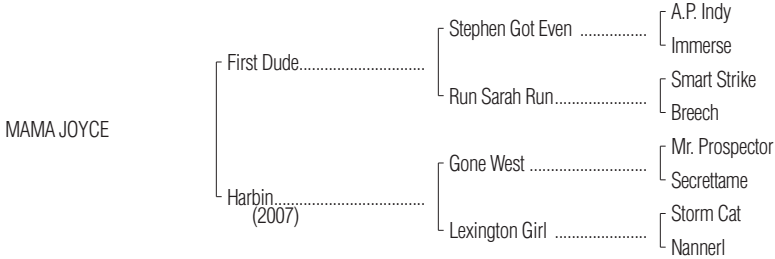 A.P. Indy
Stephen Got Even ................
Immerse
First Dude..............................
Smart Strike
Run Sarah Run......................
Breech
MAMA JOYCE
Mr. Prospector
Gone West ............................
Secrettame
Harbin....................................
(2007)
Storm Cat
Lexington Girl ......................
Nannerl